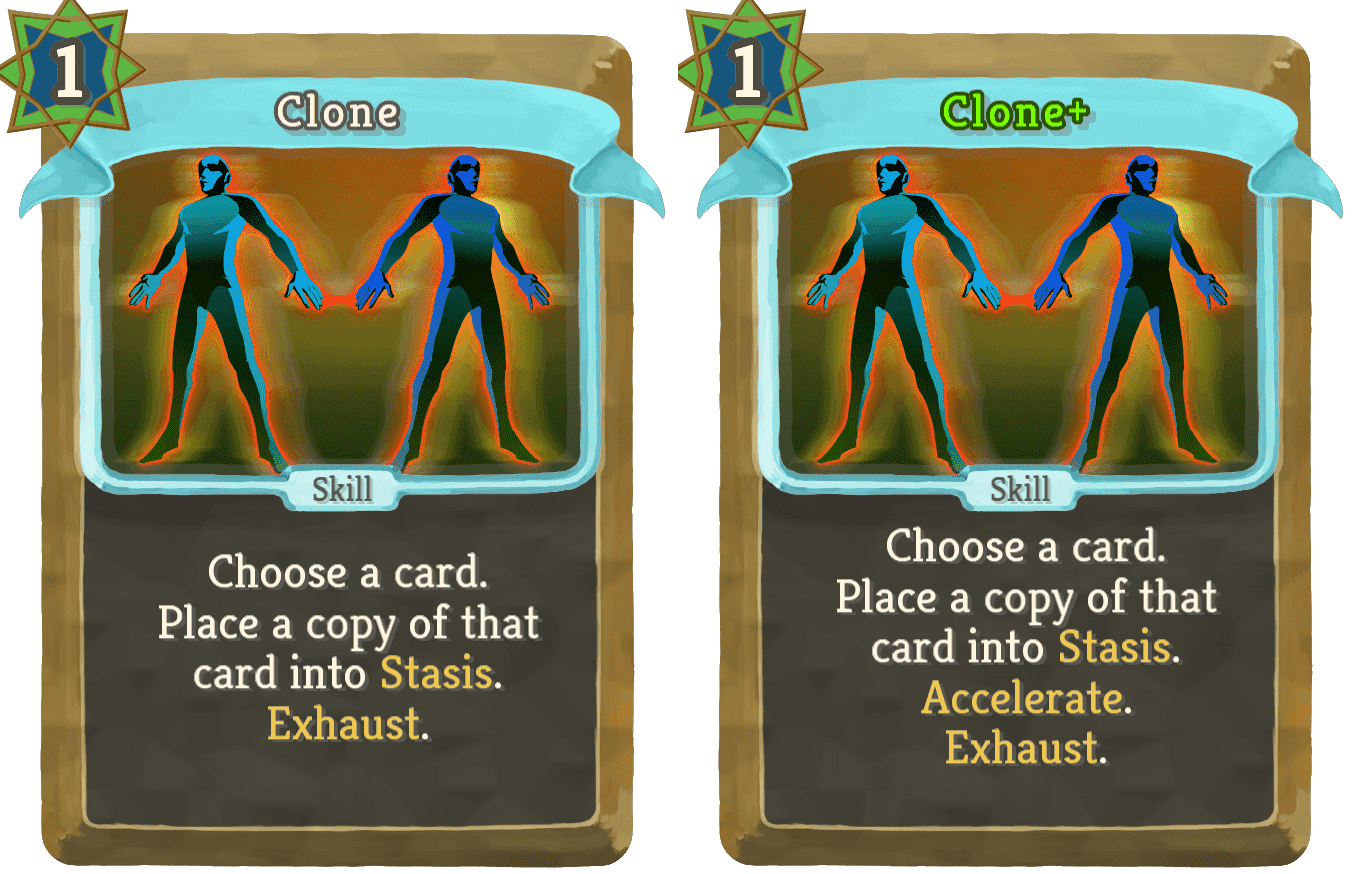 1
Clone
Skill
Choose a card.
Place a copy of that
card into Stasis.
Exhaust.
1
Clone+
Skill
Choose a card.
Place a copy of that
card into Stasis.
Accelerate.
Exhaust.